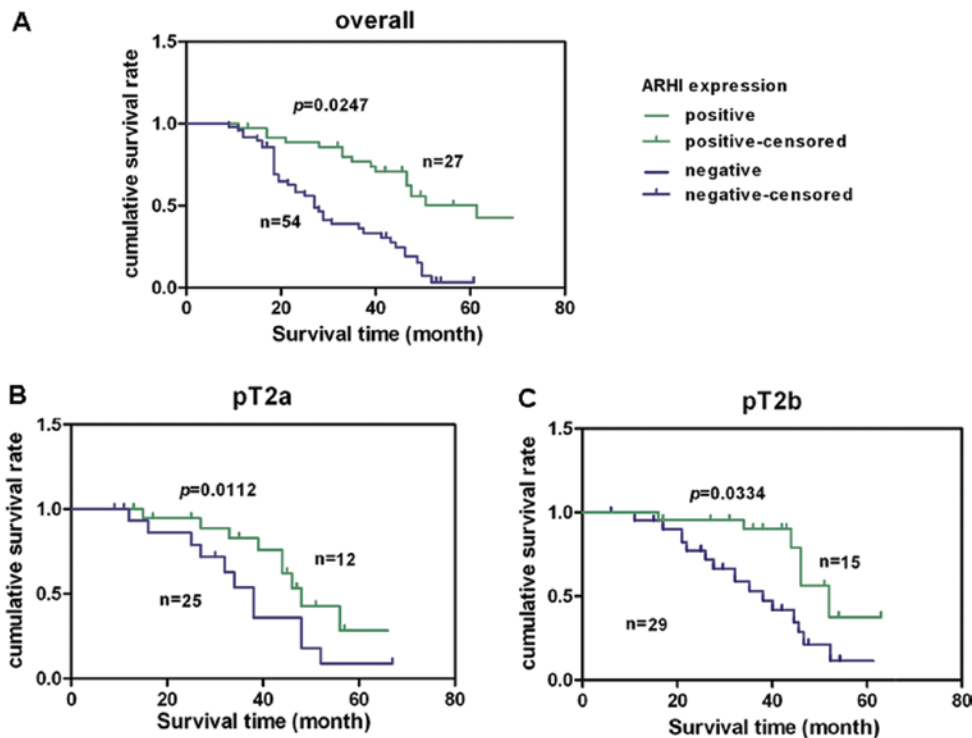 A
overall
cumulative survival rate
1.5
1.0
0.5
0.0
p=0.0247
n=27
n=54
0 20 40 60 80
Survival time (month)
ARHI expression
positive
positive-censored
negative
negative-censored
B
pT2a
cumulative survival rate
1.5
1.0
0.5
0.0
p=0.0112
n=12
n=25
0 20 40 60 80
Survival time (month)
C
pT2b
cumulative survival rate
1.5
1.0
0.5
0.0
p=0.0334
n=15
n=29
0 20 40 60 80
Survival time (month)